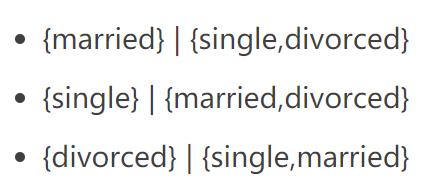 • {married} | {single,divorced}
• {single} | {married,divorced}
• {divorced} | {single,married}